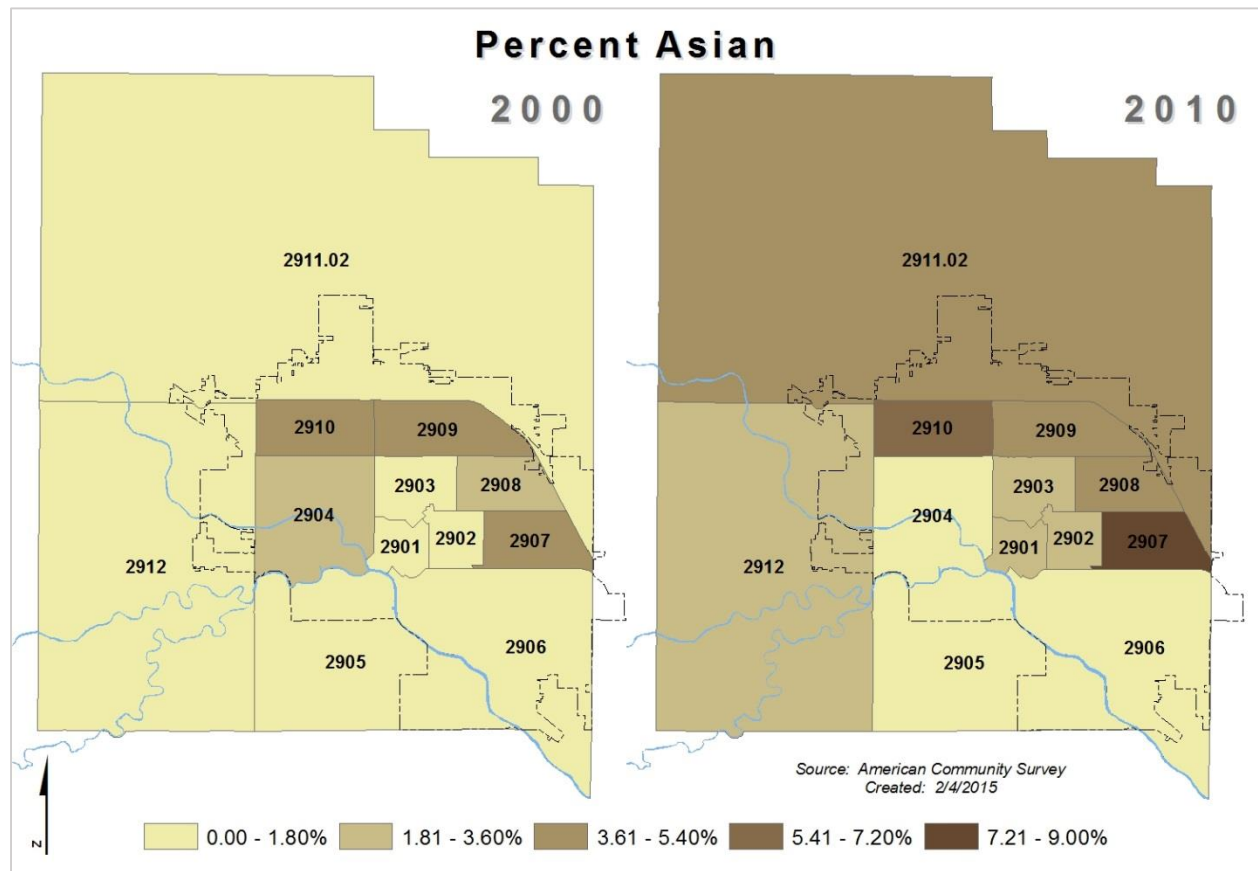 Percent Asian
2000
2911.02
2910
2909
2903
2908
2904
2901
2902
2907
2912
2906
2905
2010
2911.02
2910
2909
2903
2908
2904
2901
2902
2907
2912
2906
2905
Source: American Community Survey
Created: 2/4/2015
N
0.00 - 1.80%
1.81 - 3.60%
3.61 - 5.40%
5.41 - 7.20%
7.21 - 9.00%